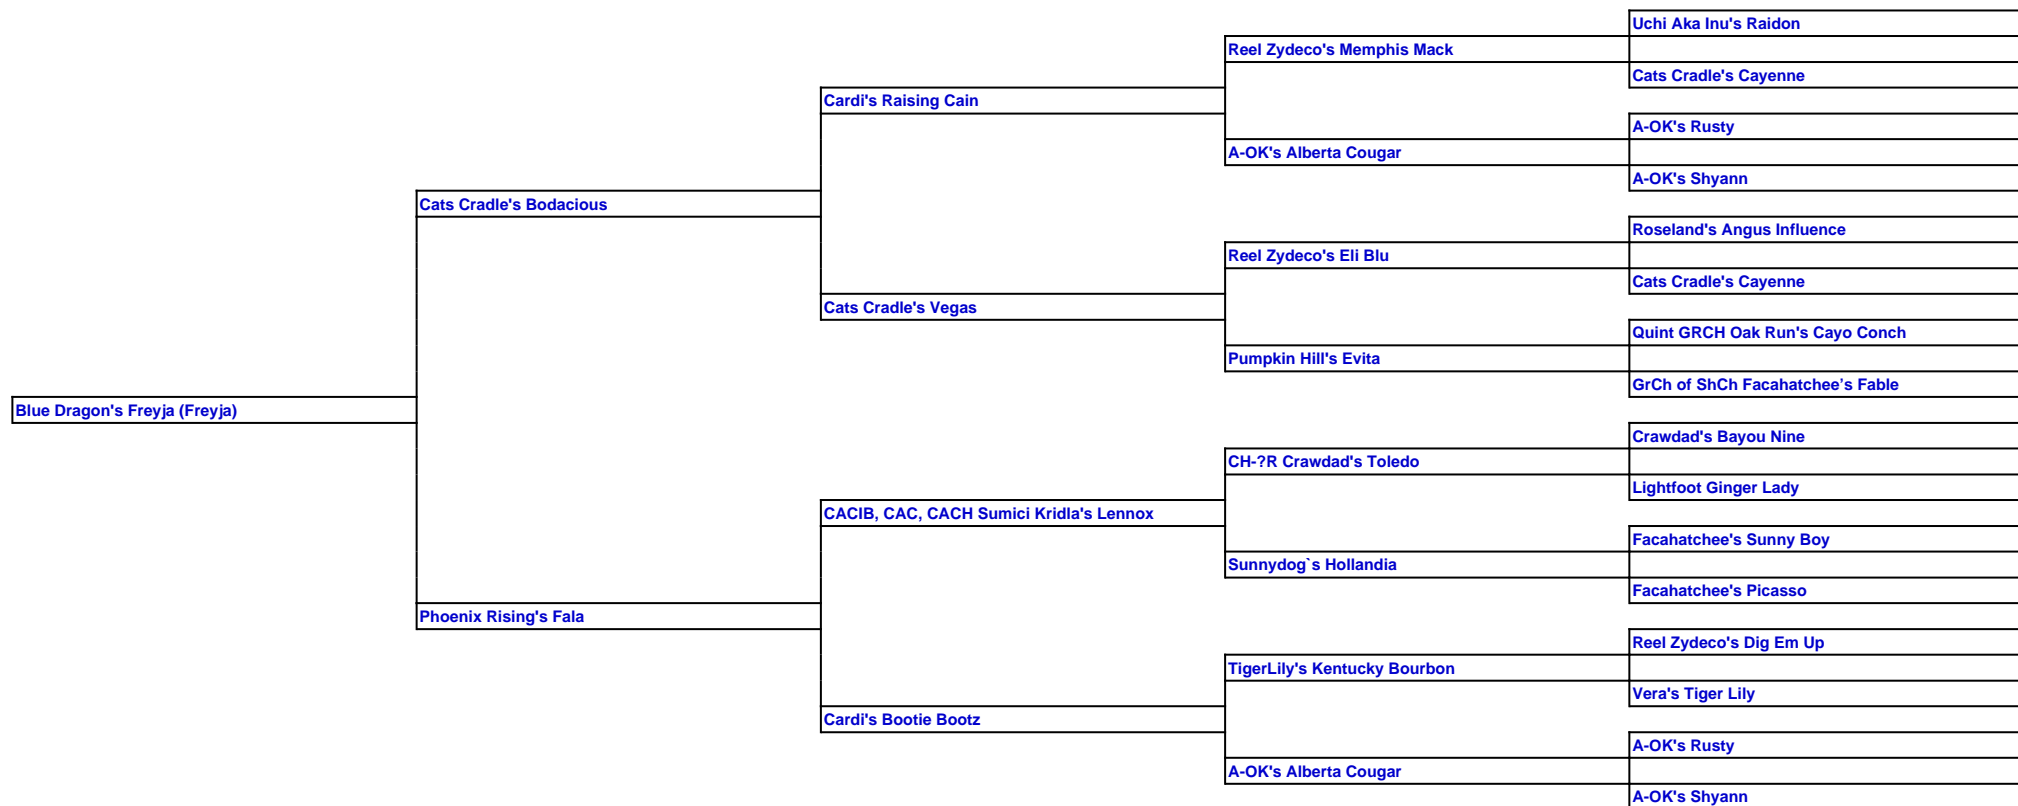 Uchi Aka Inu's Raidon
Reel Zydeco's Memphis Mack
Cats Cradle's Cayenne
Cardi's Raising Cain
A-OK's Rusty
A-OK's Alberta Cougar
A-OK's Shyann
Cats Cradle's Bodacious
Roseland's Angus Influence
Reel Zydeco's Eli Blu
Cats Cradle's Cayenne
Cats Cradle's Vegas
Quint GRCH Oak Run's Cayo Conch
Pumpkin Hill's Evita
GrCh of ShCh Facahatchee’s Fable
Blue Dragon's Freyja (Freyja)
Crawdad's Bayou Nine
CH-?R Crawdad's Toledo
Lightfoot Ginger Lady
CACIB, CAC, CACH Sumici Kridla's Lennox
Facahatchee's Sunny Boy
Sunnydog`s Hollandia
Facahatchee's Picasso
Phoenix Rising's Fala
Reel Zydeco's Dig Em Up
TigerLily's Kentucky Bourbon
Vera's Tiger Lily
Cardi's Bootie Bootz
A-OK's Rusty
A-OK's Alberta Cougar
A-OK's Shyann